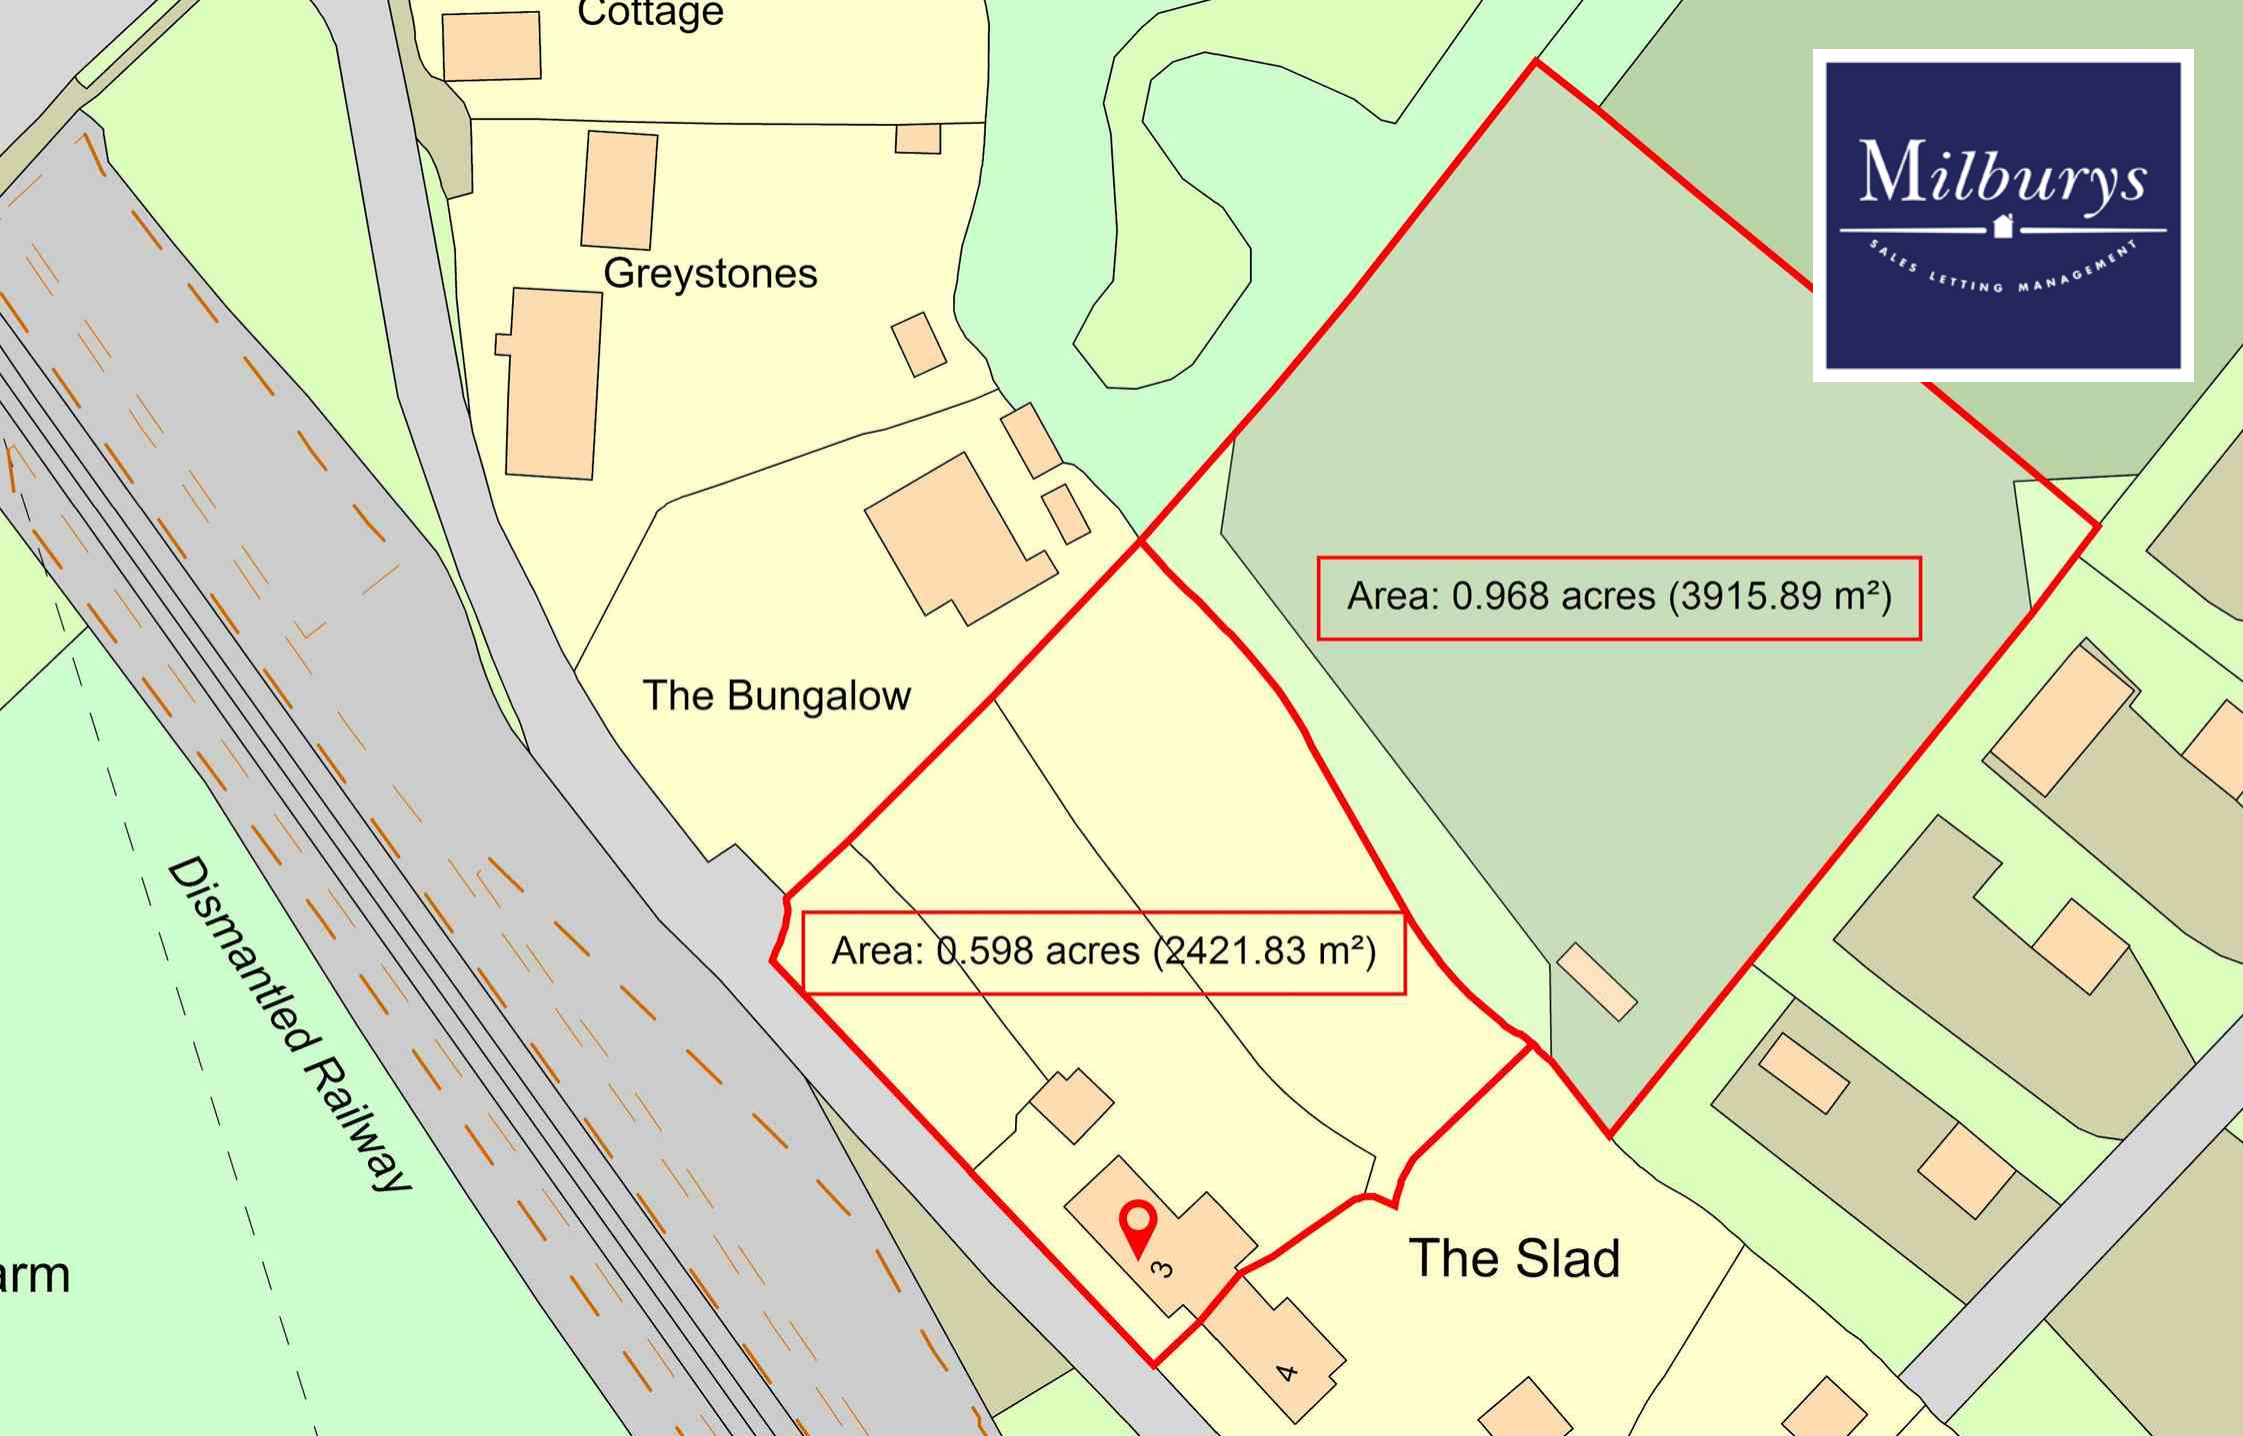 Cottage
Milburys
SALES LETTING MANAGEMENT
Greystones
Area: 0.968 acres (3915.89 m²)
The Bungalow
Area: 0.598 acres (2421.83 m²)
Dismantled Railway
arm
The Slad
3
4